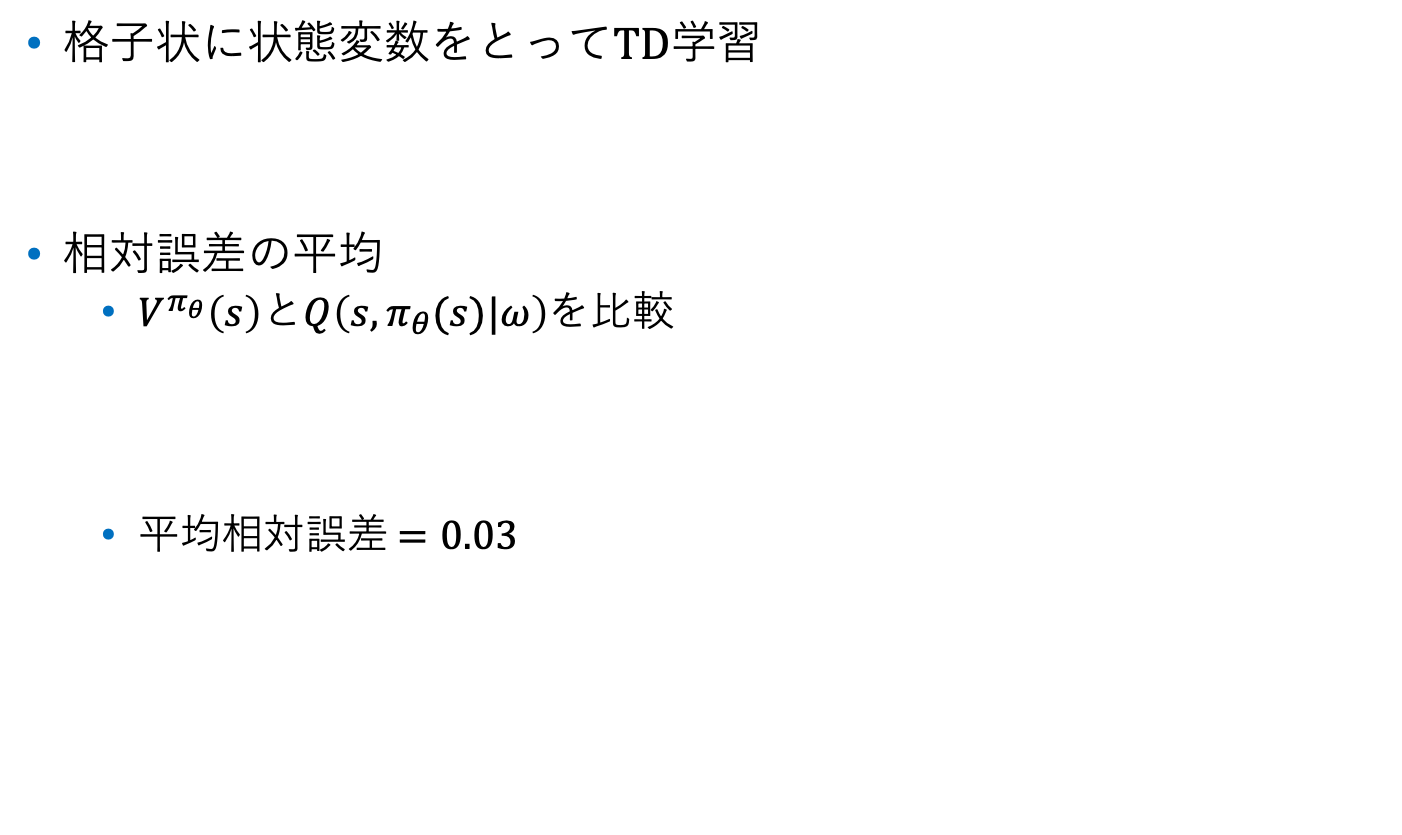 • 格子状に状態変数をとってTD学習
• 相対誤差の平均
• V^{π_θ}(s)とQ(s, π_θ(s)|ω)を比較
• 平均相対誤差 = 0.03